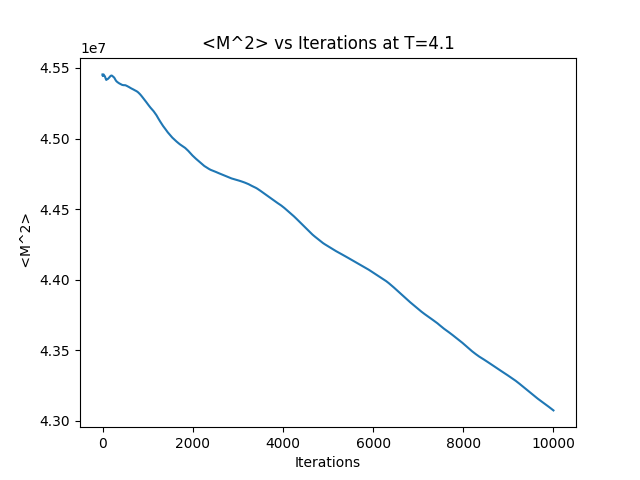 <M^2> vs Iterations at T=4.1
1e7
4.55
4.50
4.45
4.40
4.35
4.30
<M^2>
0 2000 4000 6000 8000 10000
Iterations